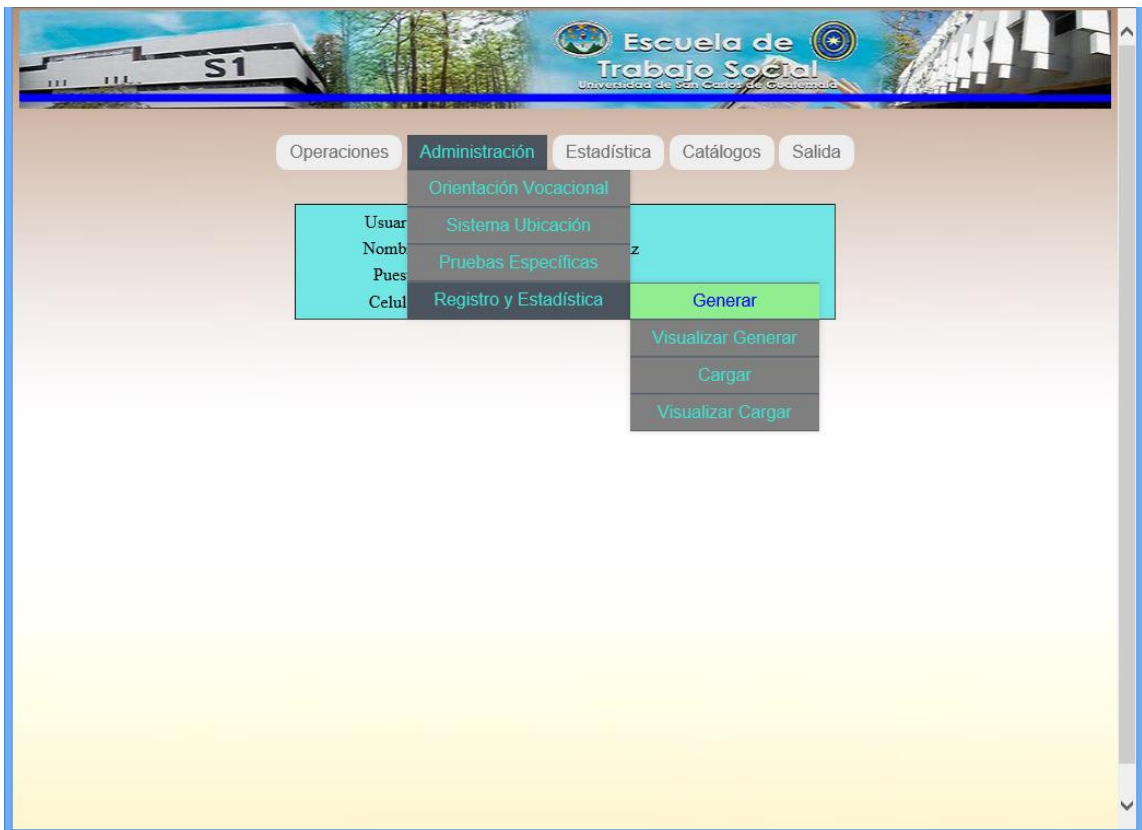 S1
Escuela de
Trabajo Social
Universidad de San Carlos de Guatemala
Operaciones Administración Estadística Catálogos Salida
Orientación Vocacional
Usuar Sistema Ubicación
Nomb z
Pruebas Específicas
Pues
Celul Registro y Estadística Generar
Visualizar Generar
Cargar
Visualizar Cargar